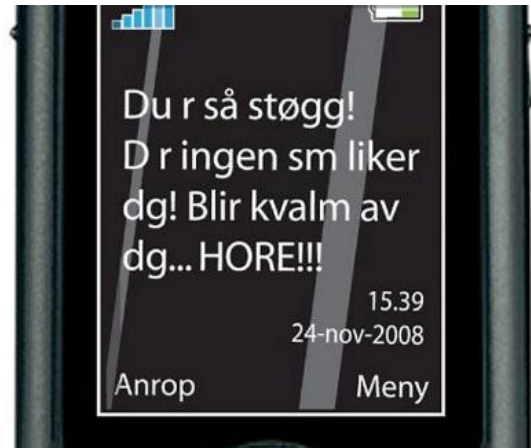 Du r så støgg!
D r ingen sm liker
dg! Blir kvalm av
dg... HORE!!!
15.39
24-nov-2008
Anrop
Meny